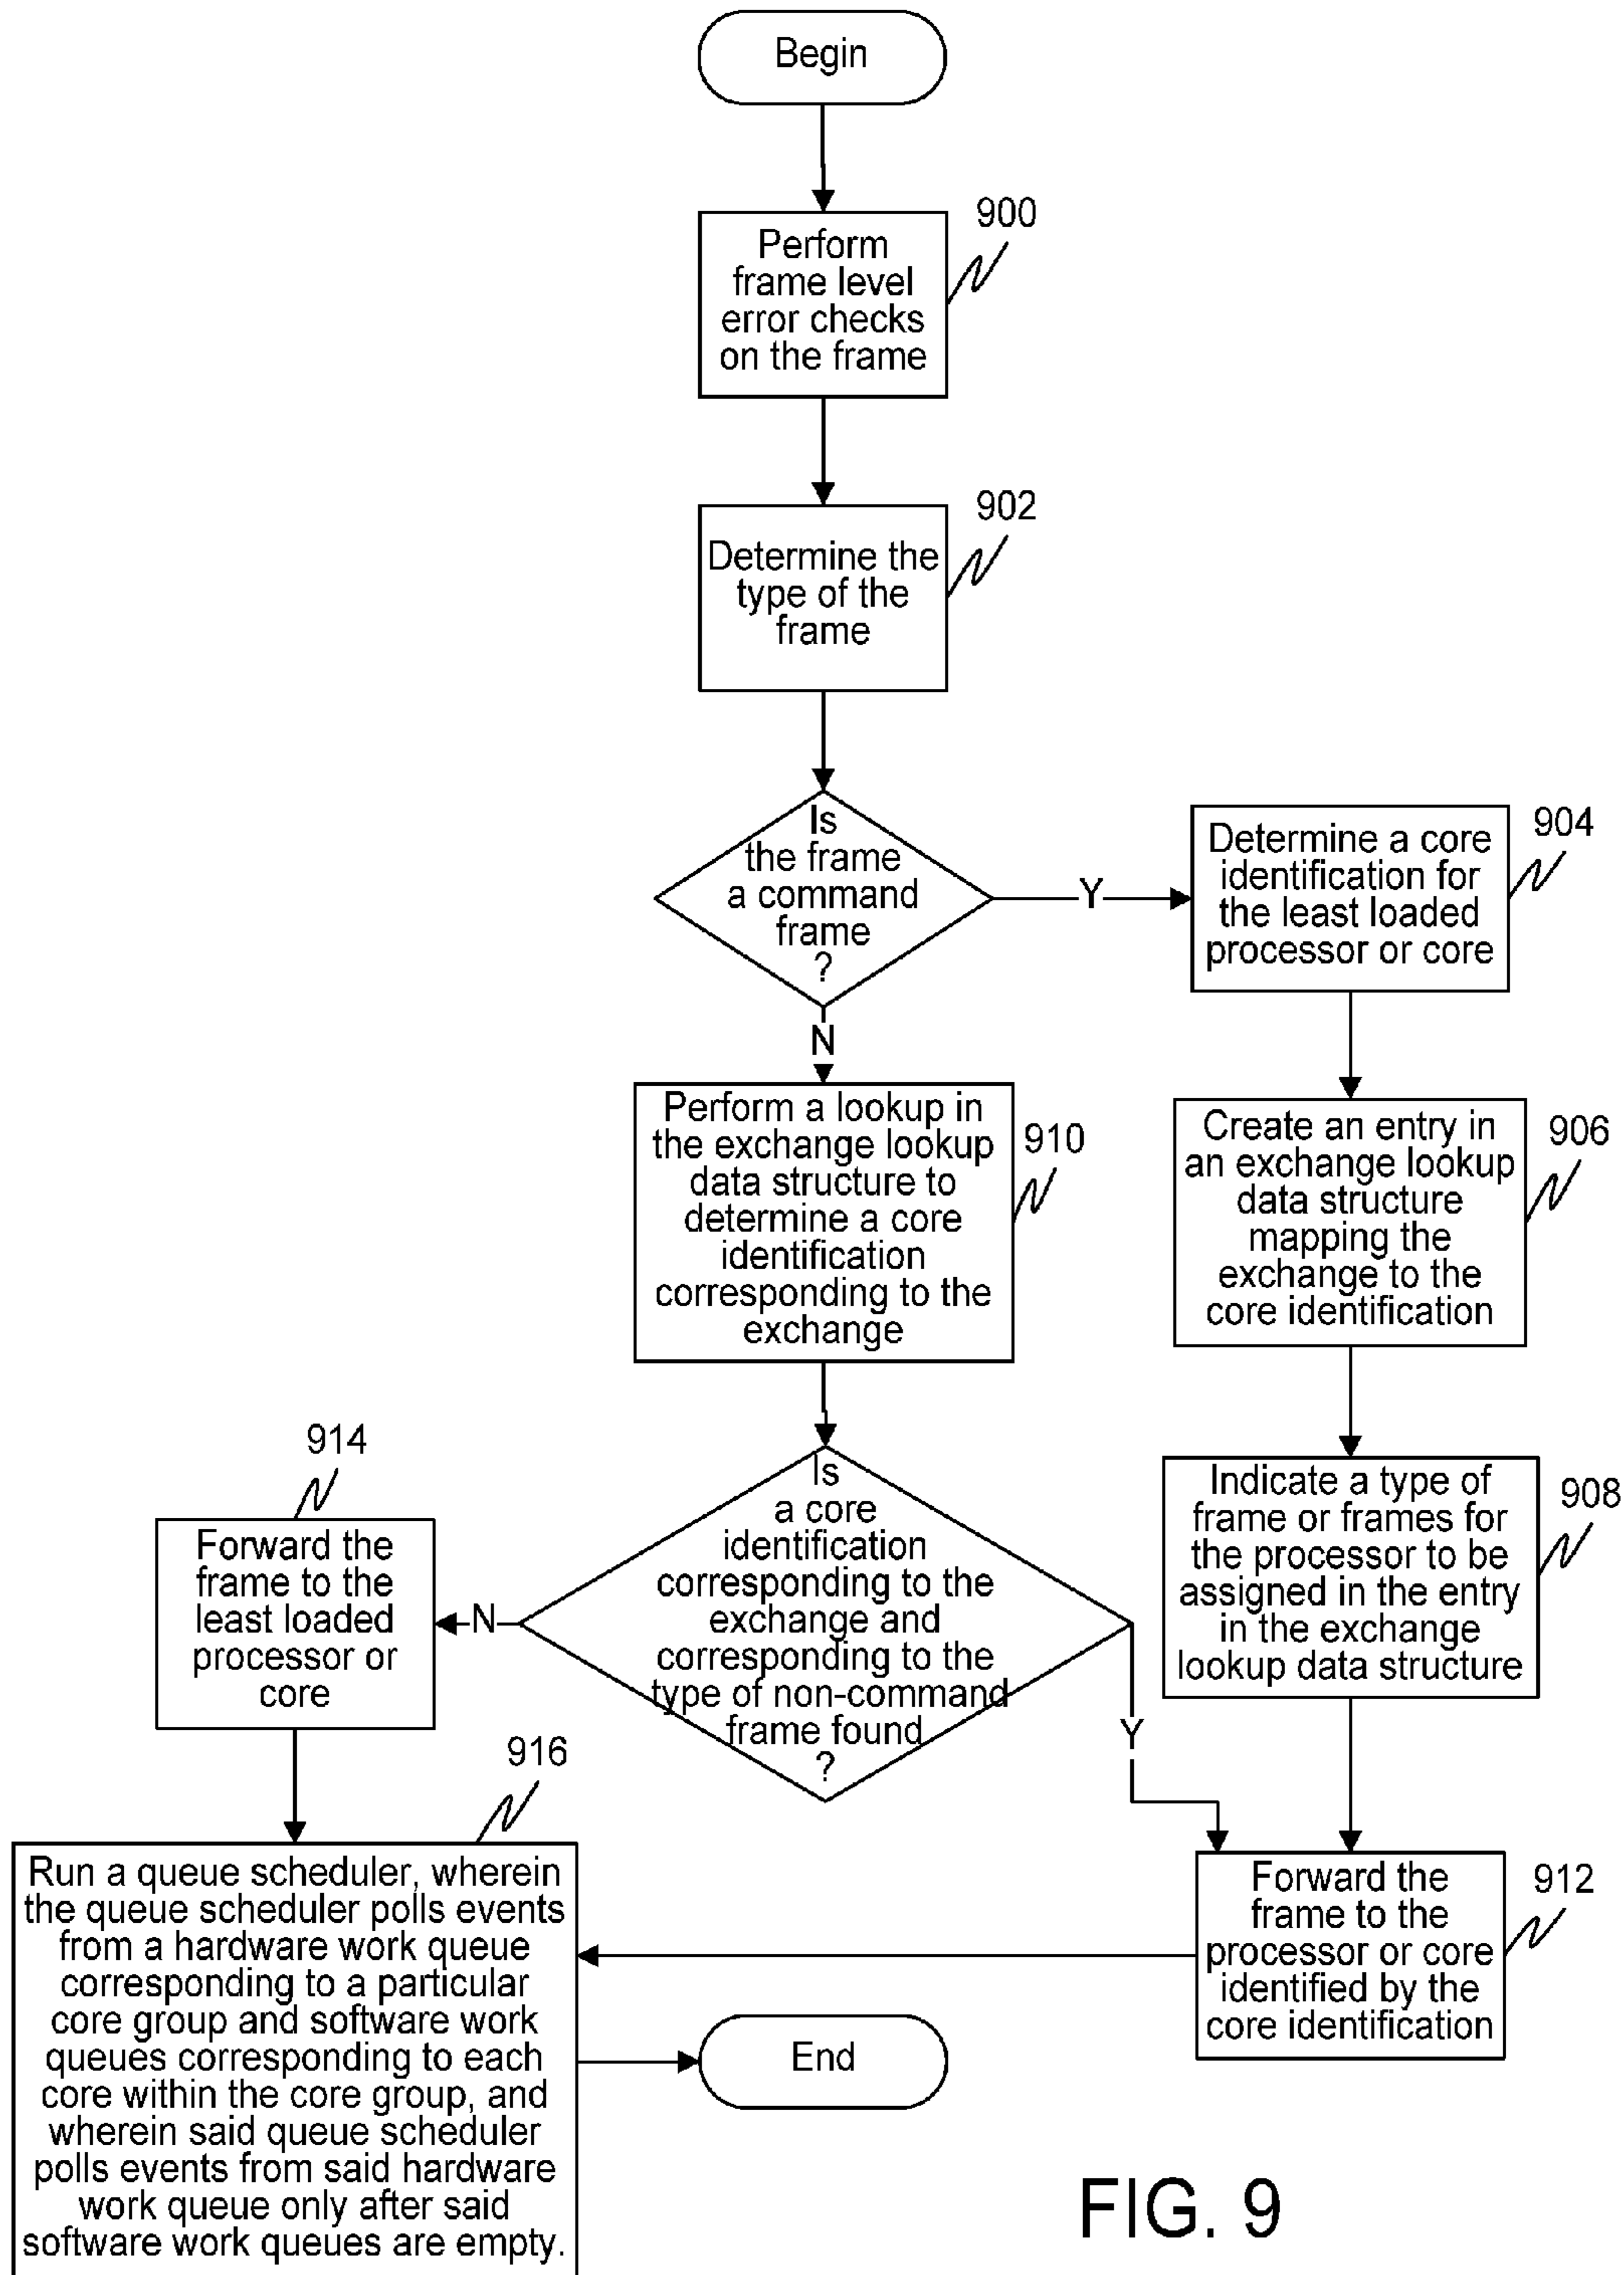 Begin
900
Perform
frame level
error checks
on the frame
902
Determine the
type of the
frame
Is
the frame
a command
frame
?
Y
N
904
Determine a core
identification for
the least loaded
processor or core
906
Create an entry in
an exchange lookup
data structure
mapping the
exchange to the
core identification
908
Indicate a type of
frame or frames for
the processor to be
assigned in the entry
in the exchange
lookup data structure
910
Perform a lookup in
the exchange lookup
data structure to
determine a core
identification
corresponding to the
exchange
Is
a core
identification
corresponding to the
exchange and
corresponding to the
type of non-command
frame found
?
N
Y
914
Forward the
frame to the
least loaded
processor or
core
912
Forward the
frame to the
processor or core
identified by the
core identification
916
Run a queue scheduler, wherein
the queue scheduler polls events
from a hardware work queue
corresponding to a particular
core group and software work
queues corresponding to each
core within the core group, and
wherein said queue scheduler
polls events from said hardware
work queue only after said
software work queues are empty.
End
FIG. 9